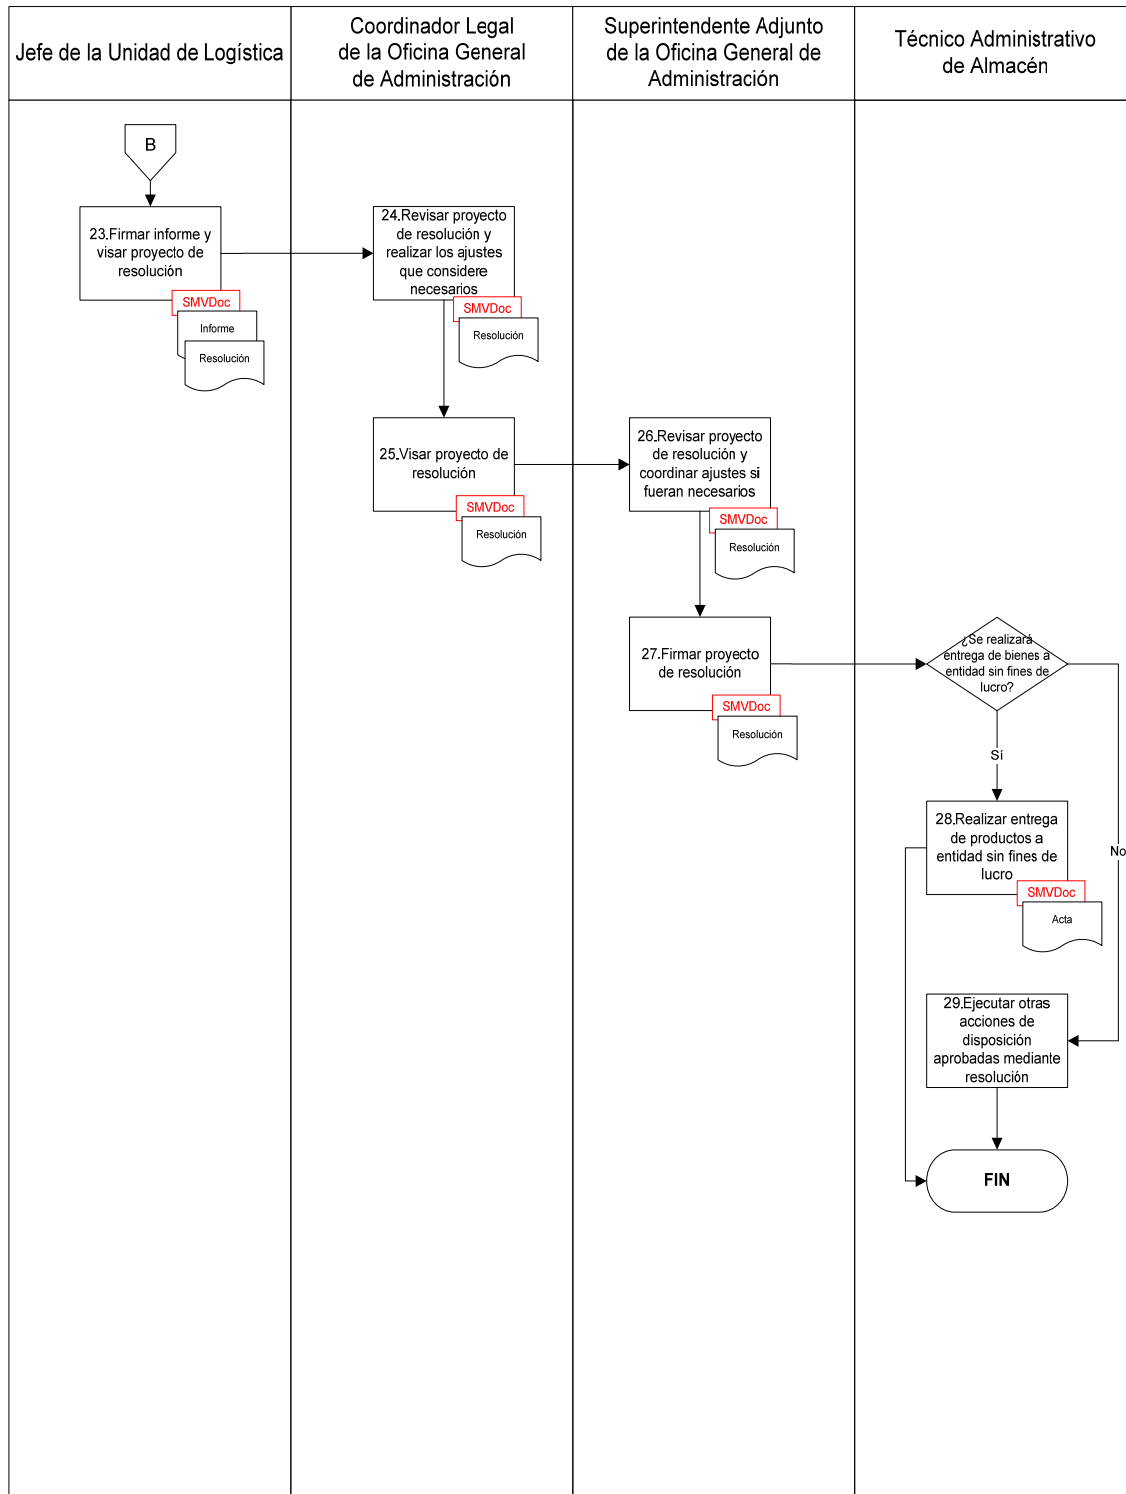 Jefe de la Unidad de Logística
Coordinador Legal
de la Oficina General
de Administración
Superintendente Adjunto
de la Oficina General de
Administración
Técnico Administrativo
de Almacén
B
23.Firmar informe y
visar proyecto de
resolución
SMVDoc
Informe
Resolución
24.Revisar proyecto
de resolución y
realizar los ajustes
que considere
necesarios
SMVDoc
Resolución
25.Visar proyecto de
resolución
SMVDoc
Resolución
26.Revisar proyecto
de resolución y
coordinar ajustes si
fueran necesarios
SMVDoc
Resolución
27.Firmar proyecto
de resolución
SMVDoc
Resolución
¿Se realizará
entrega de bienes a
entidad sin fines de
lucro?
Sí
No
28.Realizar entrega
de productos a
entidad sin fines de
lucro
SMVDoc
Acta
29.Ejecutar otras
acciones de
disposición
aprobadas mediante
resolución
FIN